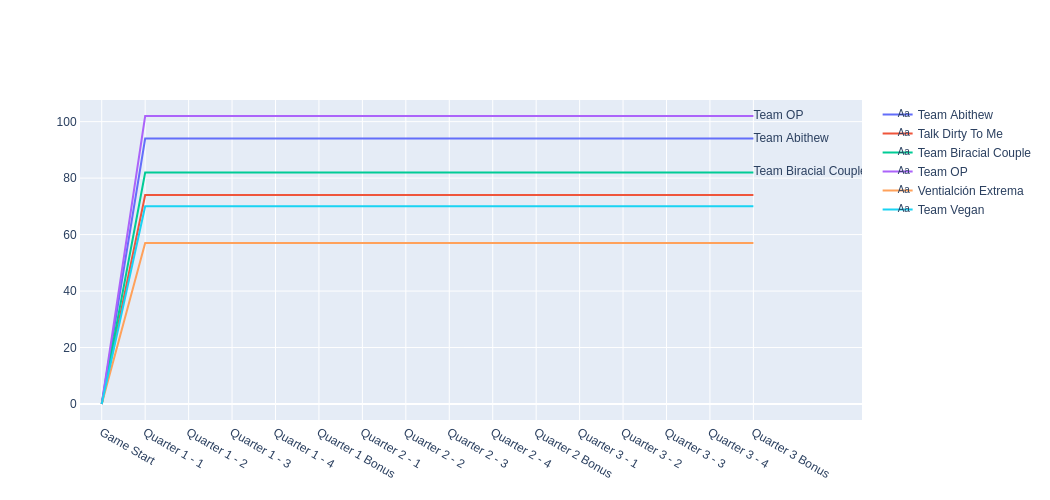 100
80
60
40
20
0
Team OP
Team Abithew
Team Biracial Couple
Game Start
Quarter 1 - 1
Quarter 1 - 2
Quarter 1 - 3
Quarter 1 - 4
Quarter 1 Bonus
Quarter 2 - 1
Quarter 2 - 2
Quarter 2 - 3
Quarter 2 - 4
Quarter 2 Bonus
Quarter 3 - 1
Quarter 3 - 2
Quarter 3 - 3
Quarter 3 - 4
Quarter 3 Bonus
Aa Team Abithew
Aa Talk Dirty To Me
Aa Team Biracial Couple
Aa Team OP
Aa Ventialción Extrema
Aa Team Vegan